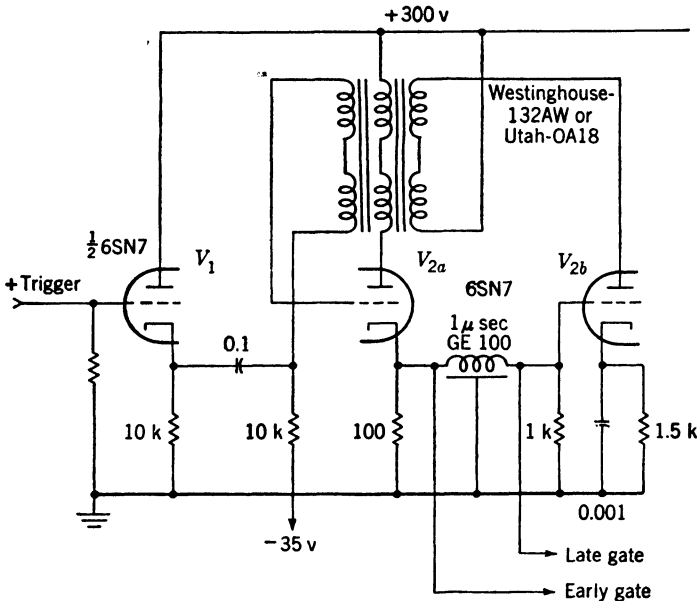 +300 v
Westinghouse-
132AW or
Utah-OA18
½ 6SN7
V₁
V₂ₐ
V₂b
6SN7
+Trigger
1 μ sec
GE 100
0.1
10 k
10 k
100
1 k
1.5 k
0.001
−35 v
Late gate
Early gate